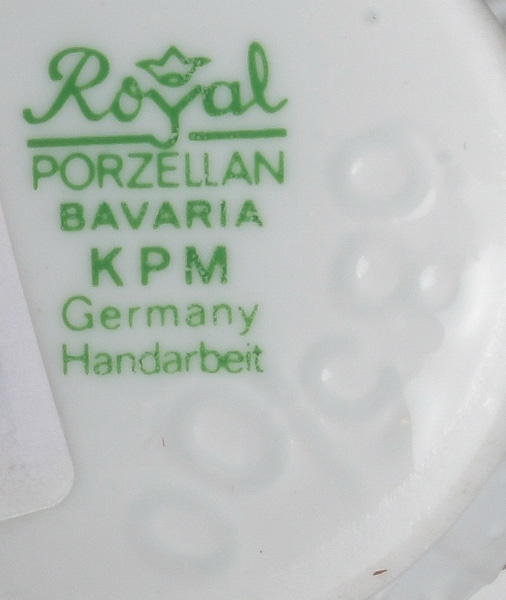 Royal
PORZELLAN
BAVARIA
KPM
Germany
Handarbeit